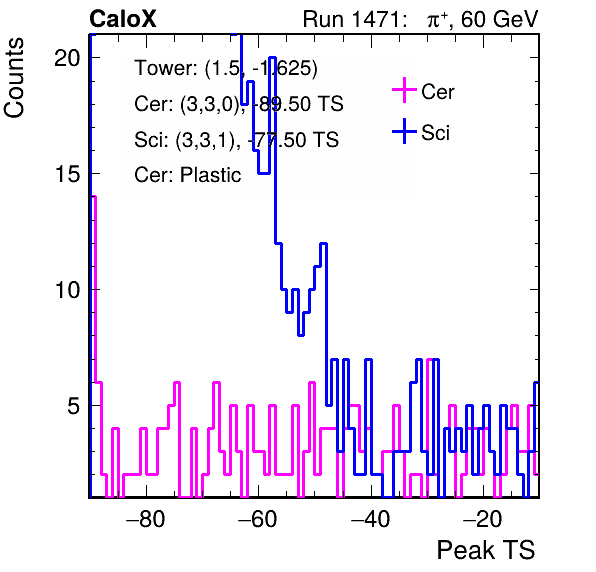 CaloX
Run 1471: π⁺, 60 GeV
Counts
20
15
10
5
Tower: (1.5, -1.625)
Cer: (3,3,0), -89.50 TS
Sci: (3,3,1), -77.50 TS
Cer: Plastic
Cer
Sci
−80 −60 −40 −20
Peak TS